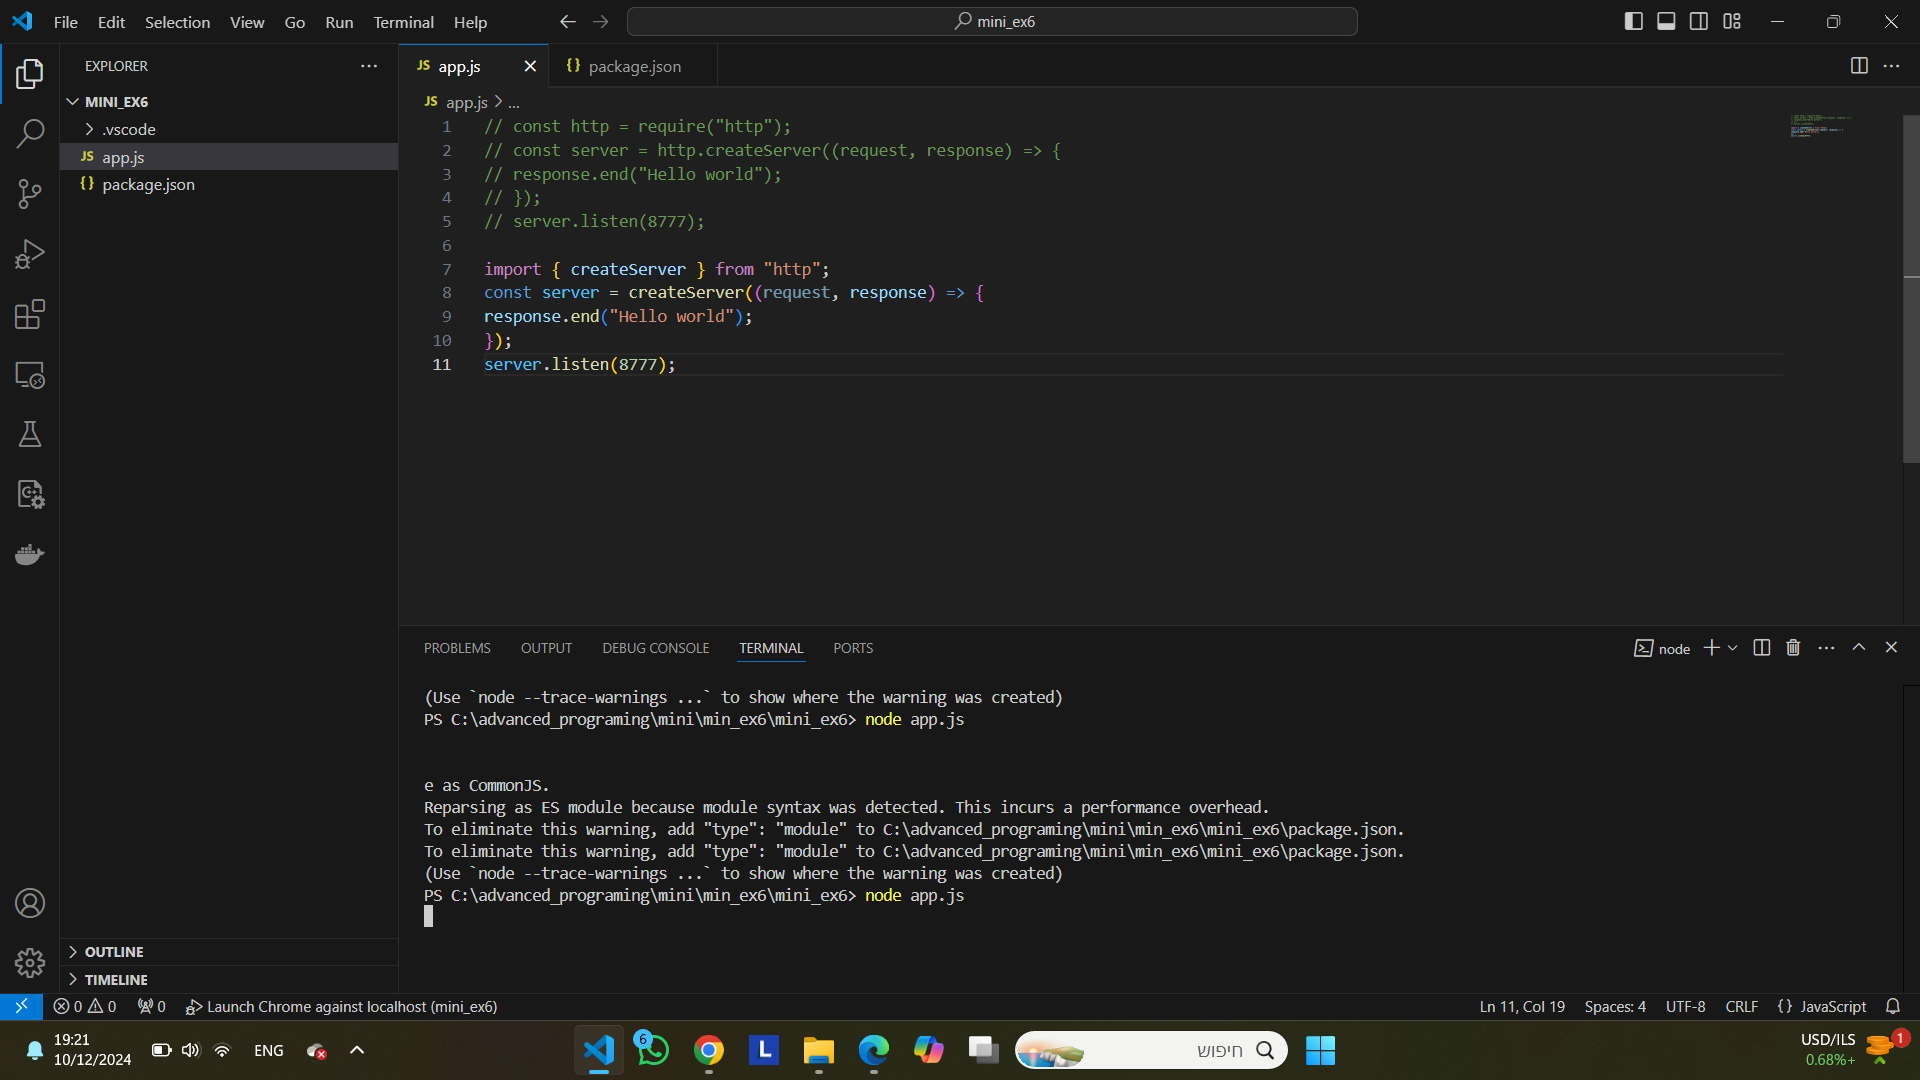 File Edit Selection View Go Run Terminal Help
mini_ex6
EXPLORER
MINI_EX6
.vscode
JS app.js
{} package.json
OUTLINE
TIMELINE
JS app.js
{} package.json
JS app.js > ...
1 // const http = require("http");
2 // const server = http.createServer((request, response) => {
3 // response.end("Hello world");
4 // });
5 // server.listen(8777);
6
7 import { createServer } from "http";
8 const server = createServer((request, response) => {
9 response.end("Hello world");
10 });
11 server.listen(8777);
PROBLEMS OUTPUT DEBUG CONSOLE TERMINAL PORTS
node
(Use `node --trace-warnings ...` to show where the warning was created)
PS C:\advanced_programing\mini\min_ex6\mini_ex6> node app.js
e as CommonJS.
Reparsing as ES module because module syntax was detected. This incurs a performance overhead.
To eliminate this warning, add "type": "module" to C:\advanced_programing\mini\min_ex6\mini_ex6\package.json.
To eliminate this warning, add "type": "module" to C:\advanced_programing\mini\min_ex6\mini_ex6\package.json.
(Use `node --trace-warnings ...` to show where the warning was created)
PS C:\advanced_programing\mini\min_ex6\mini_ex6> node app.js
0 0 0 Launch Chrome against localhost (mini_ex6)
Ln 11, Col 19 Spaces: 4 UTF-8 CRLF {} JavaScript
19:21
10/12/2024
ENG
6
L
חיפוש
USD/ILS
0.68%+
1